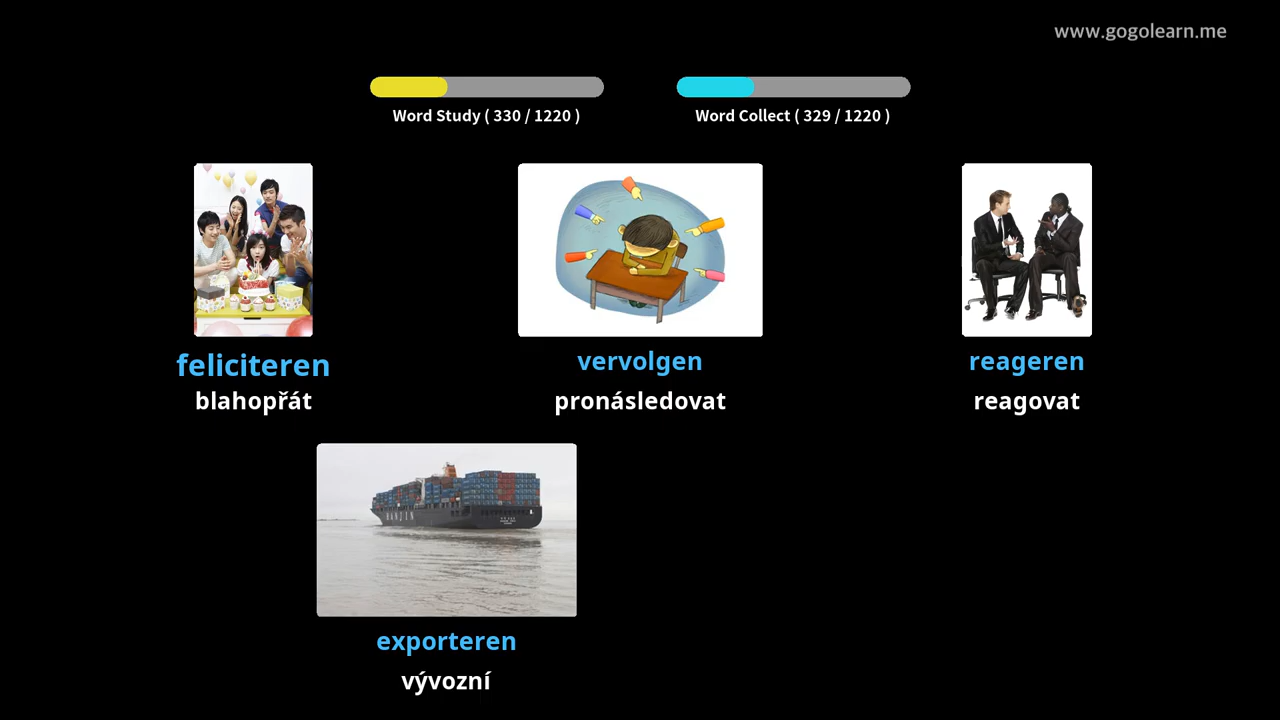 www.gogolearn.me
Word Study ( 330 / 1220 )
Word Collect ( 329 / 1220 )
feliciteren
blahopřát
vervolgen
pronásledovat
reageren
reagovat
HANJIN
exporteren
vývozní